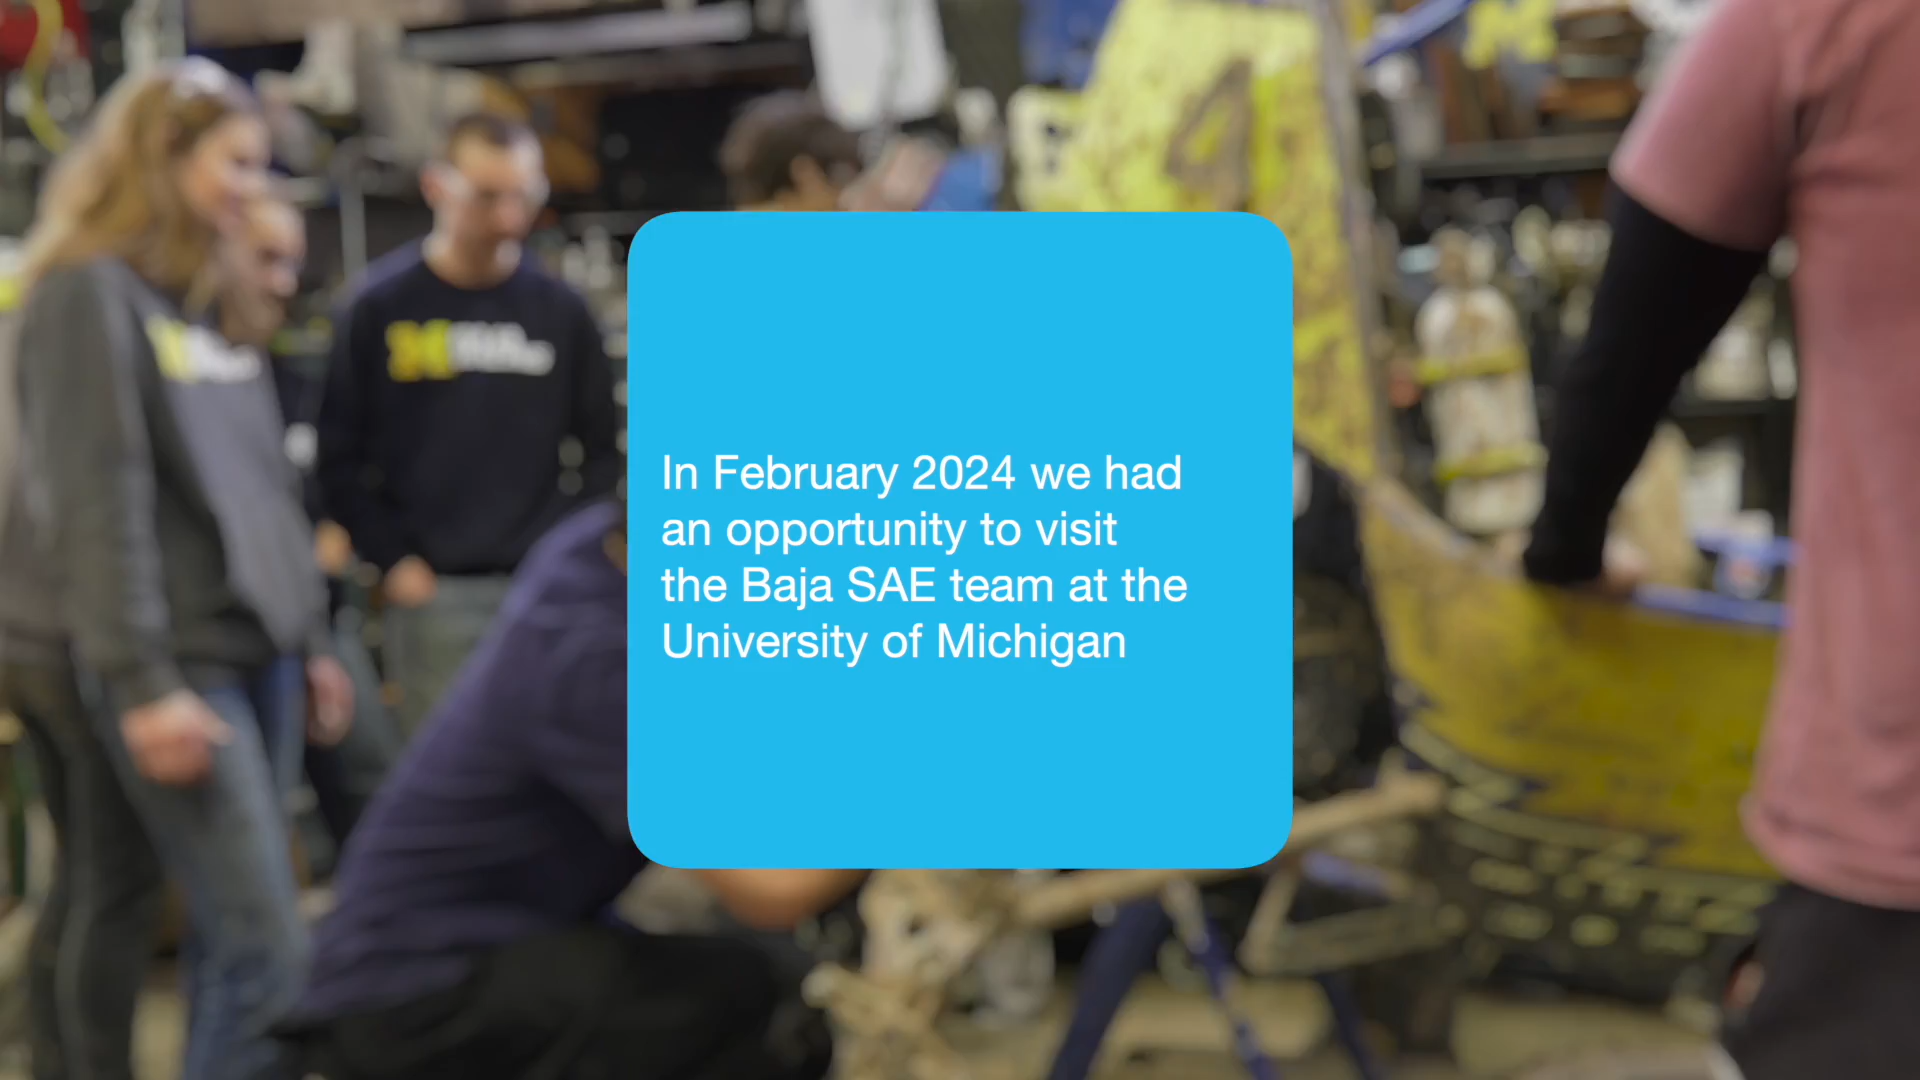 In February 2024 we had
an opportunity to visit
the Baja SAE team at the
University of Michigan